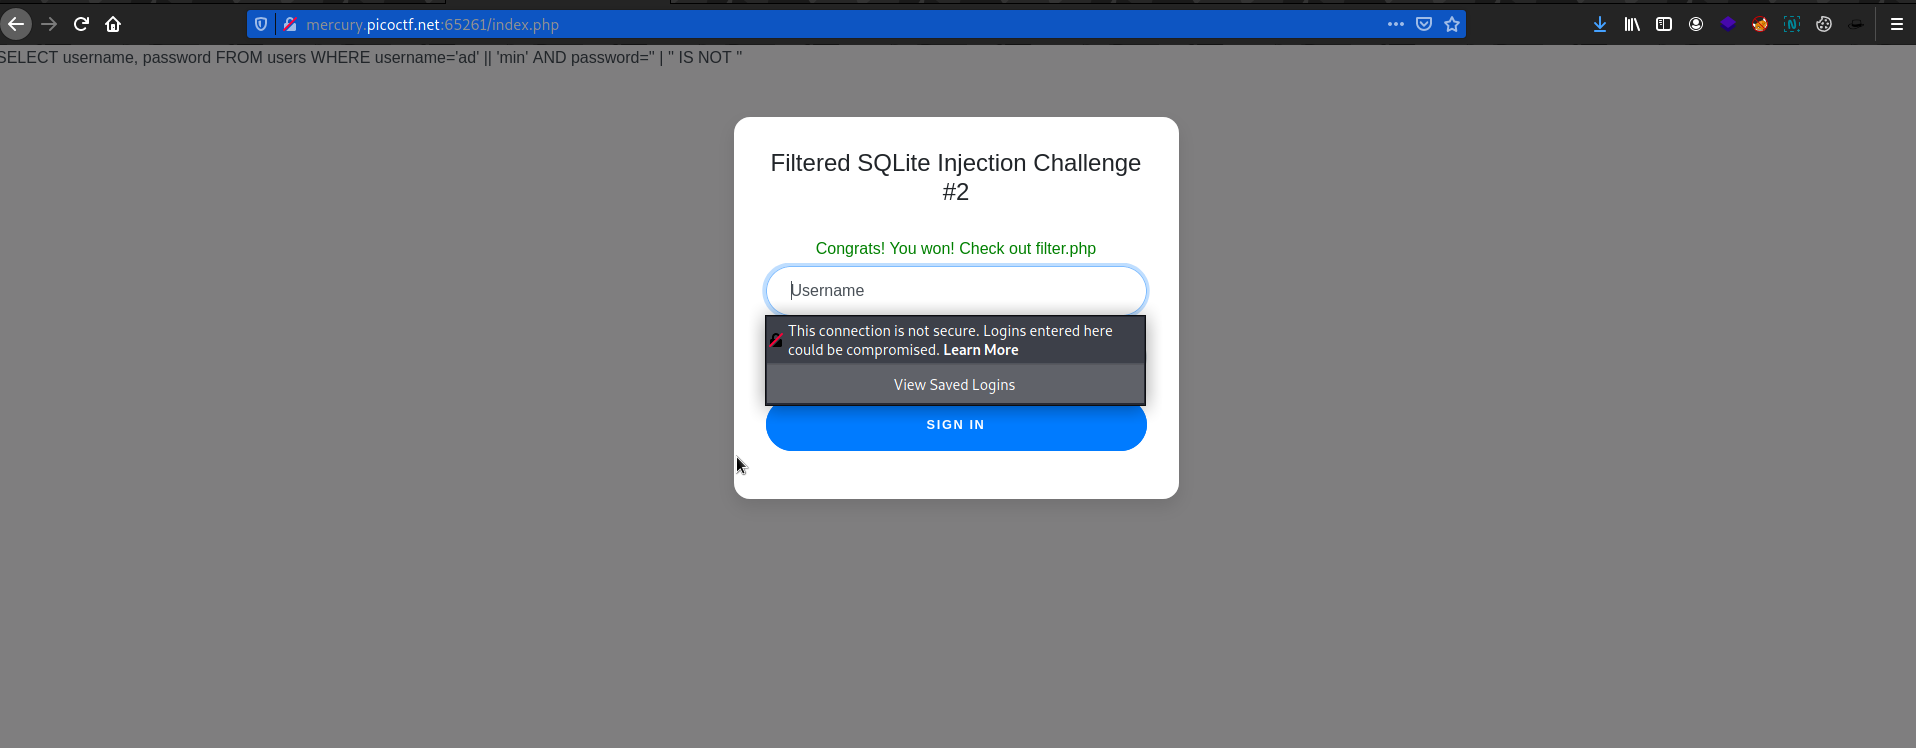 mercury.picoctf.net:65261/index.php
SELECT username, password FROM users WHERE username='ad' || 'min' AND password='' | '' IS NOT ''
Filtered SQLite Injection Challenge
#2
Congrats! You won! Check out filter.php
Username
This connection is not secure. Logins entered here
could be compromised. Learn More
View Saved Logins
SIGN IN